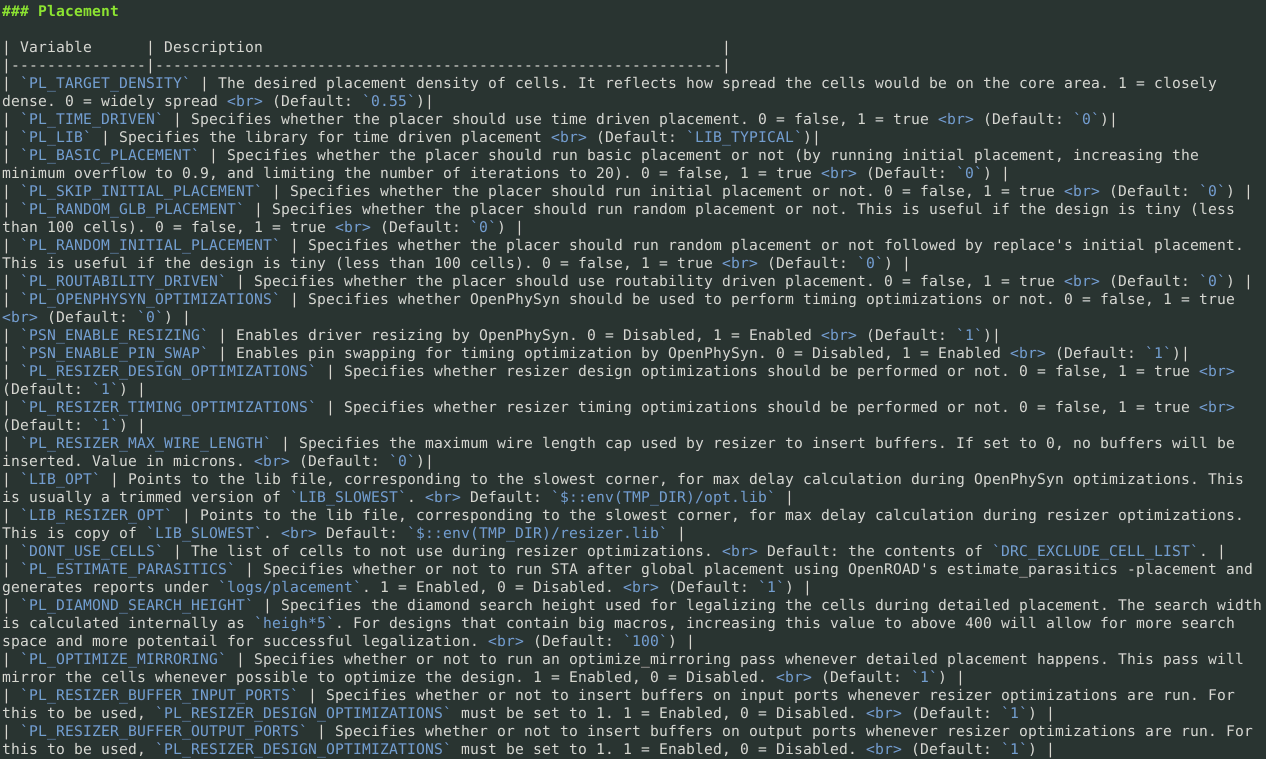 ### Placement
| Variable      | Description                                                   |
|---------------|---------------------------------------------------------------|
| `PL_TARGET_DENSITY` | The desired placement density of cells. It reflects how spread the cells would be on the core area. 1 = closely
dense. 0 = widely spread <br> (Default: `0.55`)|
| `PL_TIME_DRIVEN` | Specifies whether the placer should use time driven placement. 0 = false, 1 = true <br> (Default: `0`)|
| `PL_LIB` | Specifies the library for time driven placement <br> (Default: `LIB_TYPICAL`)|
| `PL_BASIC_PLACEMENT` | Specifies whether the placer should run basic placement or not (by running initial placement, increasing the
minimum overflow to 0.9, and limiting the number of iterations to 20). 0 = false, 1 = true <br> (Default: `0`) |
| `PL_SKIP_INITIAL_PLACEMENT` | Specifies whether the placer should run initial placement or not. 0 = false, 1 = true <br> (Default: `0`) |
| `PL_RANDOM_GLB_PLACEMENT` | Specifies whether the placer should run random placement or not. This is useful if the design is tiny (less
than 100 cells). 0 = false, 1 = true <br> (Default: `0`) |
| `PL_RANDOM_INITIAL_PLACEMENT` | Specifies whether the placer should run random placement or not followed by replace's initial placement.
This is useful if the design is tiny (less than 100 cells). 0 = false, 1 = true <br> (Default: `0`) |
| `PL_ROUTABILITY_DRIVEN` | Specifies whether the placer should use routability driven placement. 0 = false, 1 = true <br> (Default: `0`) |
| `PL_OPENPHYSYN_OPTIMIZATIONS` | Specifies whether OpenPhySyn should be used to perform timing optimizations or not. 0 = false, 1 = true
<br> (Default: `0`) |
| `PSN_ENABLE_RESIZING` | Enables driver resizing by OpenPhySyn. 0 = Disabled, 1 = Enabled <br> (Default: `1`)|
| `PSN_ENABLE_PIN_SWAP` | Enables pin swapping for timing optimization by OpenPhySyn. 0 = Disabled, 1 = Enabled <br> (Default: `1`)|
| `PL_RESIZER_DESIGN_OPTIMIZATIONS` | Specifies whether resizer design optimizations should be performed or not. 0 = false, 1 = true <br>
(Default: `1`) |
| `PL_RESIZER_TIMING_OPTIMIZATIONS` | Specifies whether resizer timing optimizations should be performed or not. 0 = false, 1 = true <br>
(Default: `1`) |
| `PL_RESIZER_MAX_WIRE_LENGTH` | Specifies the maximum wire length cap used by resizer to insert buffers. If set to 0, no buffers will be
inserted. Value in microns. <br> (Default: `0`)|
| `LIB_OPT` | Points to the lib file, corresponding to the slowest corner, for max delay calculation during OpenPhySyn optimizations. This
is usually a trimmed version of `LIB_SLOWEST`. <br> Default: `$::env(TMP_DIR)/opt.lib` |
| `LIB_RESIZER_OPT` | Points to the lib file, corresponding to the slowest corner, for max delay calculation during resizer optimizations.
This is copy of `LIB_SLOWEST`. <br> Default: `$::env(TMP_DIR)/resizer.lib` |
| `DONT_USE_CELLS` | The list of cells to not use during resizer optimizations. <br> Default: the contents of `DRC_EXCLUDE_CELL_LIST`. |
| `PL_ESTIMATE_PARASITICS` | Specifies whether or not to run STA after global placement using OpenROAD's estimate_parasitics -placement and
generates reports under `logs/placement`. 1 = Enabled, 0 = Disabled. <br> (Default: `1`) |
| `PL_DIAMOND_SEARCH_HEIGHT` | Specifies the diamond search height used for legalizing the cells during detailed placement. The search width
is calculated internally as `heigh*5`. For designs that contain big macros, increasing this value to above 400 will allow for more search
space and more potentail for successful legalization. <br> (Default: `100`) |
| `PL_OPTIMIZE_MIRRORING` | Specifies whether or not to run an optimize_mirroring pass whenever detailed placement happens. This pass will
mirror the cells whenever possible to optimize the design. 1 = Enabled, 0 = Disabled. <br> (Default: `1`) |
| `PL_RESIZER_BUFFER_INPUT_PORTS` | Specifies whether or not to insert buffers on input ports whenever resizer optimizations are run. For
this to be used, `PL_RESIZER_DESIGN_OPTIMIZATIONS` must be set to 1. 1 = Enabled, 0 = Disabled. <br> (Default: `1`) |
| `PL_RESIZER_BUFFER_OUTPUT_PORTS` | Specifies whether or not to insert buffers on output ports whenever resizer optimizations are run. For
this to be used, `PL_RESIZER_DESIGN_OPTIMIZATIONS` must be set to 1. 1 = Enabled, 0 = Disabled. <br> (Default: `1`) |